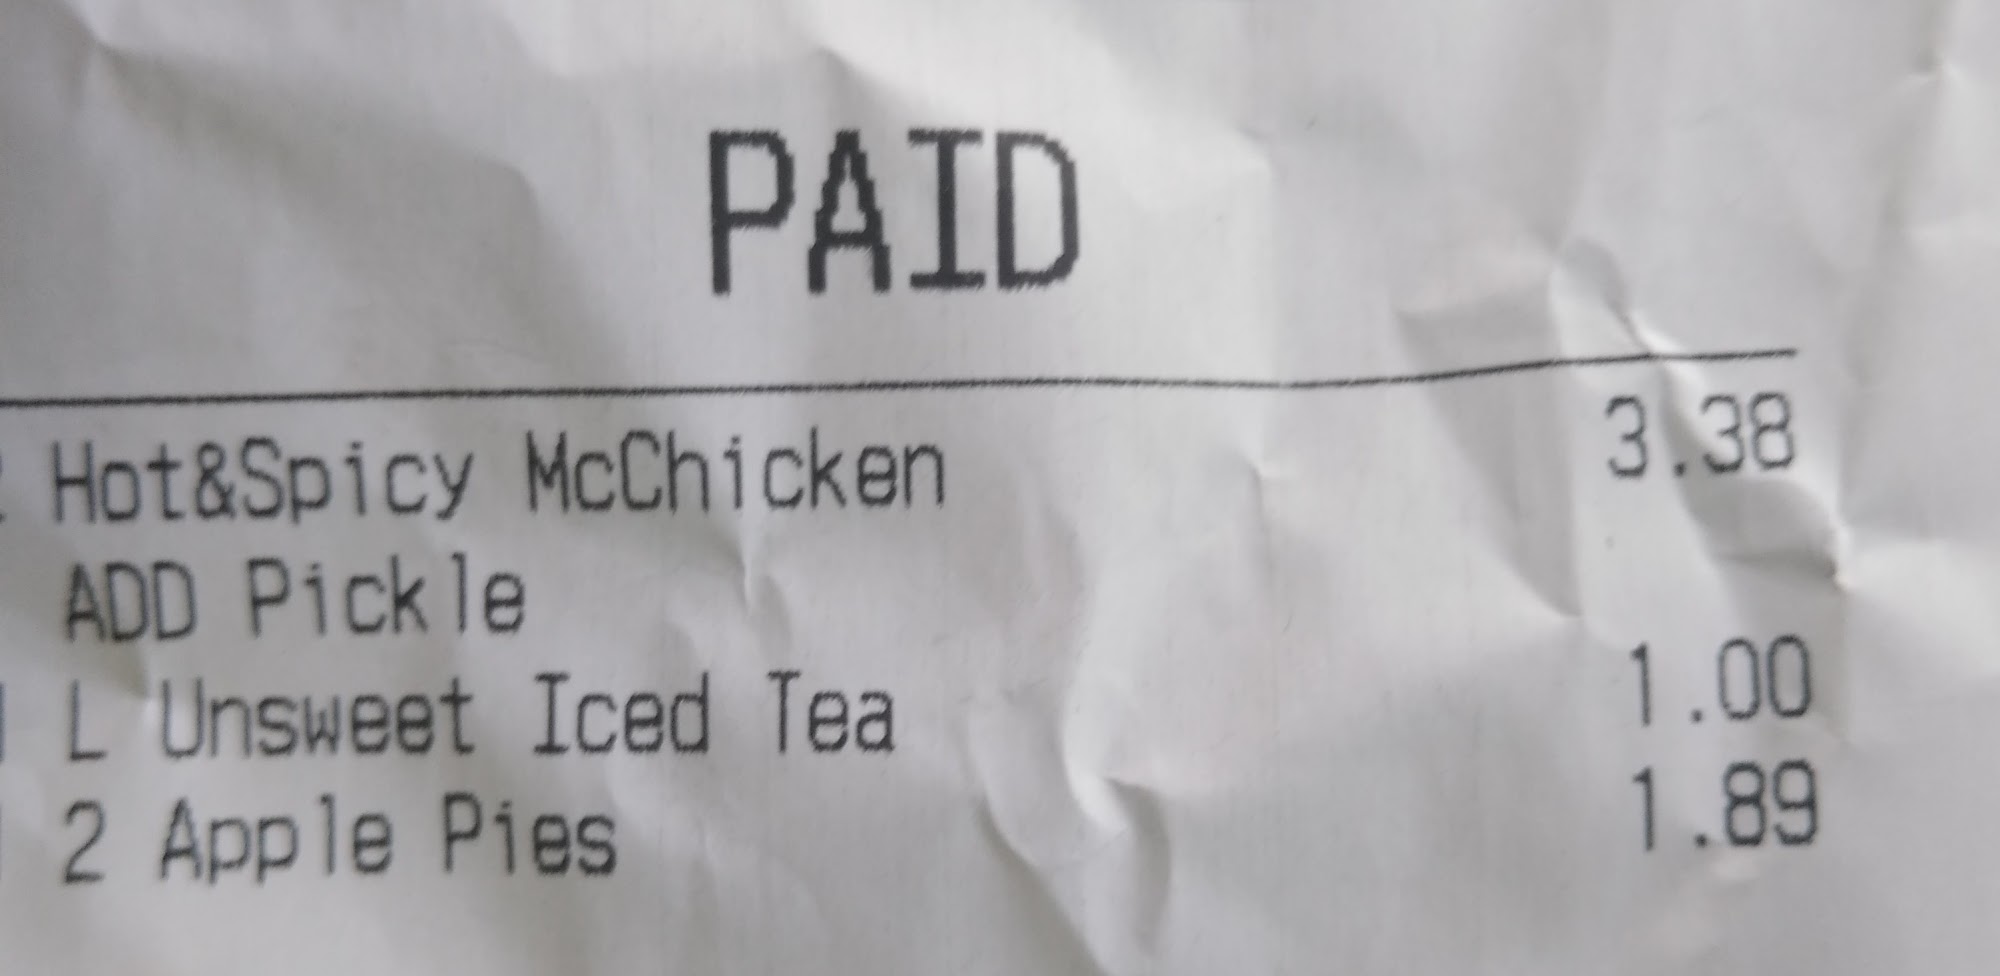 PAID
Hot&Spicy McChicken 3.38
ADD Pickle
L Unsweet Iced Tea 1.00
2 Apple Pies 1.89